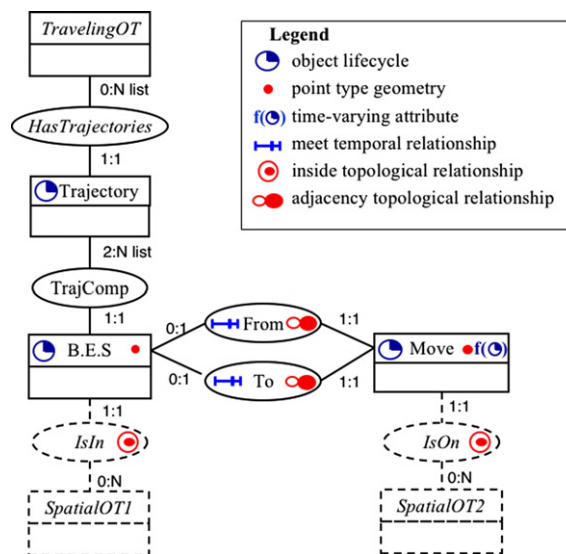 TravelingOT
0:N list
HasTrajectories
1:1
Trajectory
2:N list
TrajComp
1:1
B.E.S
0:1
From
1:1
0:1
To
1:1
Move
f( )
1:1
IsIn
0:N
SpatialOT1
1:1
IsOn
0:N
SpatialOT2
Legend
object lifecycle
point type geometry
f( ) time-varying attribute
meet temporal relationship
inside topological relationship
adjacency topological relationship